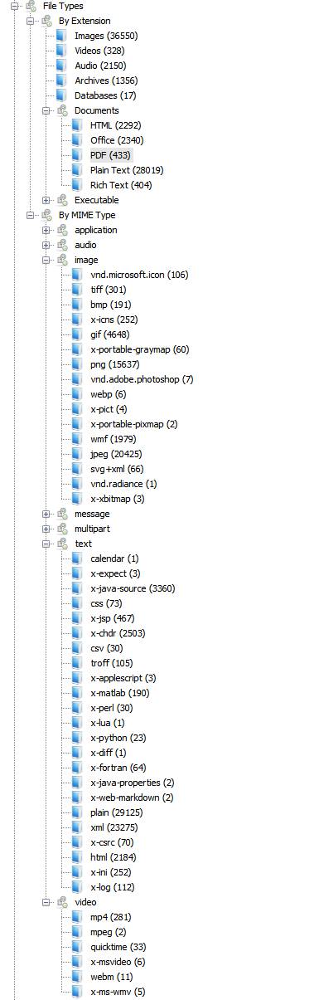 File Types
By Extension
Images (36550)
Videos (328)
Audio (2150)
Archives (1356)
Databases (17)
Documents
HTML (2292)
Office (2340)
PDF (433)
Plain Text (28019)
Rich Text (404)
Executable
By MIME Type
application
audio
image
vnd.microsoft.icon (106)
tiff (301)
bmp (191)
x-icns (252)
gif (4648)
x-portable-graymap (60)
png (15637)
vnd.adobe.photoshop (7)
webp (6)
x-pict (4)
x-portable-pixmap (2)
wmf (1979)
jpeg (20425)
svg+xml (66)
vnd.radiance (1)
x-xbitmap (3)
message
multipart
text
calendar (1)
x-expect (3)
x-java-source (3360)
css (73)
x-jsp (467)
x-chdr (2503)
csv (30)
troff (105)
x-applescript (3)
x-matlab (190)
x-perl (30)
x-lua (1)
x-python (23)
x-diff (1)
x-fortran (64)
x-java-properties (2)
x-web-markdown (2)
plain (29125)
xml (23275)
x-csrc (70)
html (2184)
x-ini (252)
x-log (112)
video
mp4 (281)
mpeg (2)
quicktime (33)
x-msvideo (6)
webm (11)
x-ms-wmv (5)